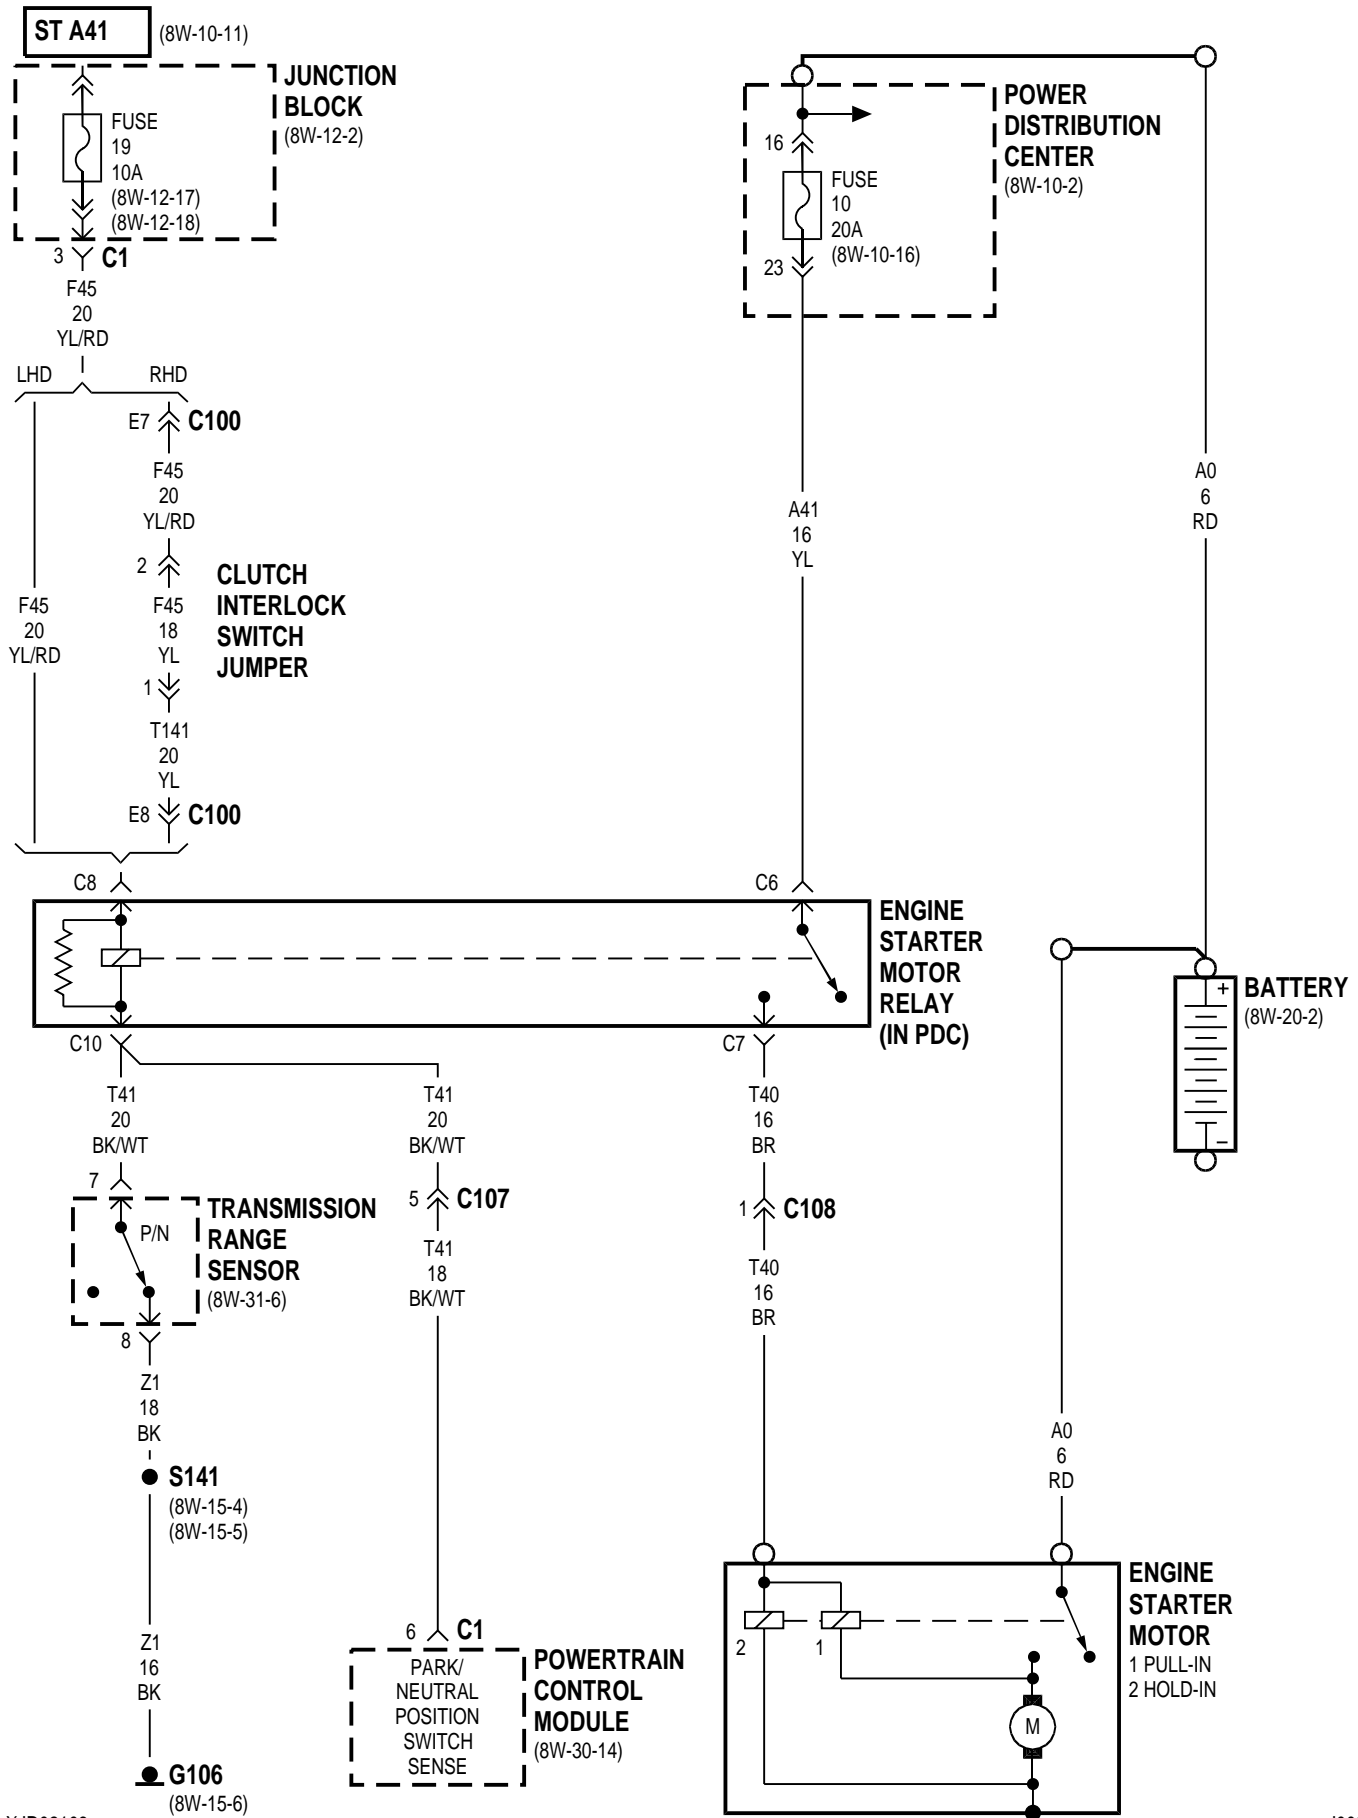 ST A41
(8W-10-11)
JUNCTION
BLOCK
(8W-12-2)
FUSE
19
10A
(8W-12-17)
(8W-12-18)
3
C1
F45
20
YL/RD
LHD
RHD
E7
C100
F45
20
YL/RD
2
CLUTCH
INTERLOCK
SWITCH
JUMPER
F45
20
YL/RD
F45
18
YL
1
T141
20
YL
E8
C100
POWER
DISTRIBUTION
CENTER
(8W-10-2)
16
FUSE
10
20A
(8W-10-16)
23
A41
16
YL
A0
6
RD
C8
C6
ENGINE
STARTER
MOTOR
RELAY
(IN PDC)
C10
C7
BATTERY
(8W-20-2)
+
–
T41
20
BK/WT
T41
20
BK/WT
T40
16
BR
7
TRANSMISSION
RANGE
SENSOR
(8W-31-6)
P/N
8
5
C107
T41
18
BK/WT
1
C108
T40
16
BR
Z1
18
BK
S141
(8W-15-4)
(8W-15-5)
Z1
16
BK
G106
(8W-15-6)
A0
6
RD
6
C1
PARK/
NEUTRAL
POSITION
SWITCH
SENSE
POWERTRAIN
CONTROL
MODULE
(8W-30-14)
2
1
M
ENGINE
STARTER
MOTOR
1 PULL-IN
2 HOLD-IN